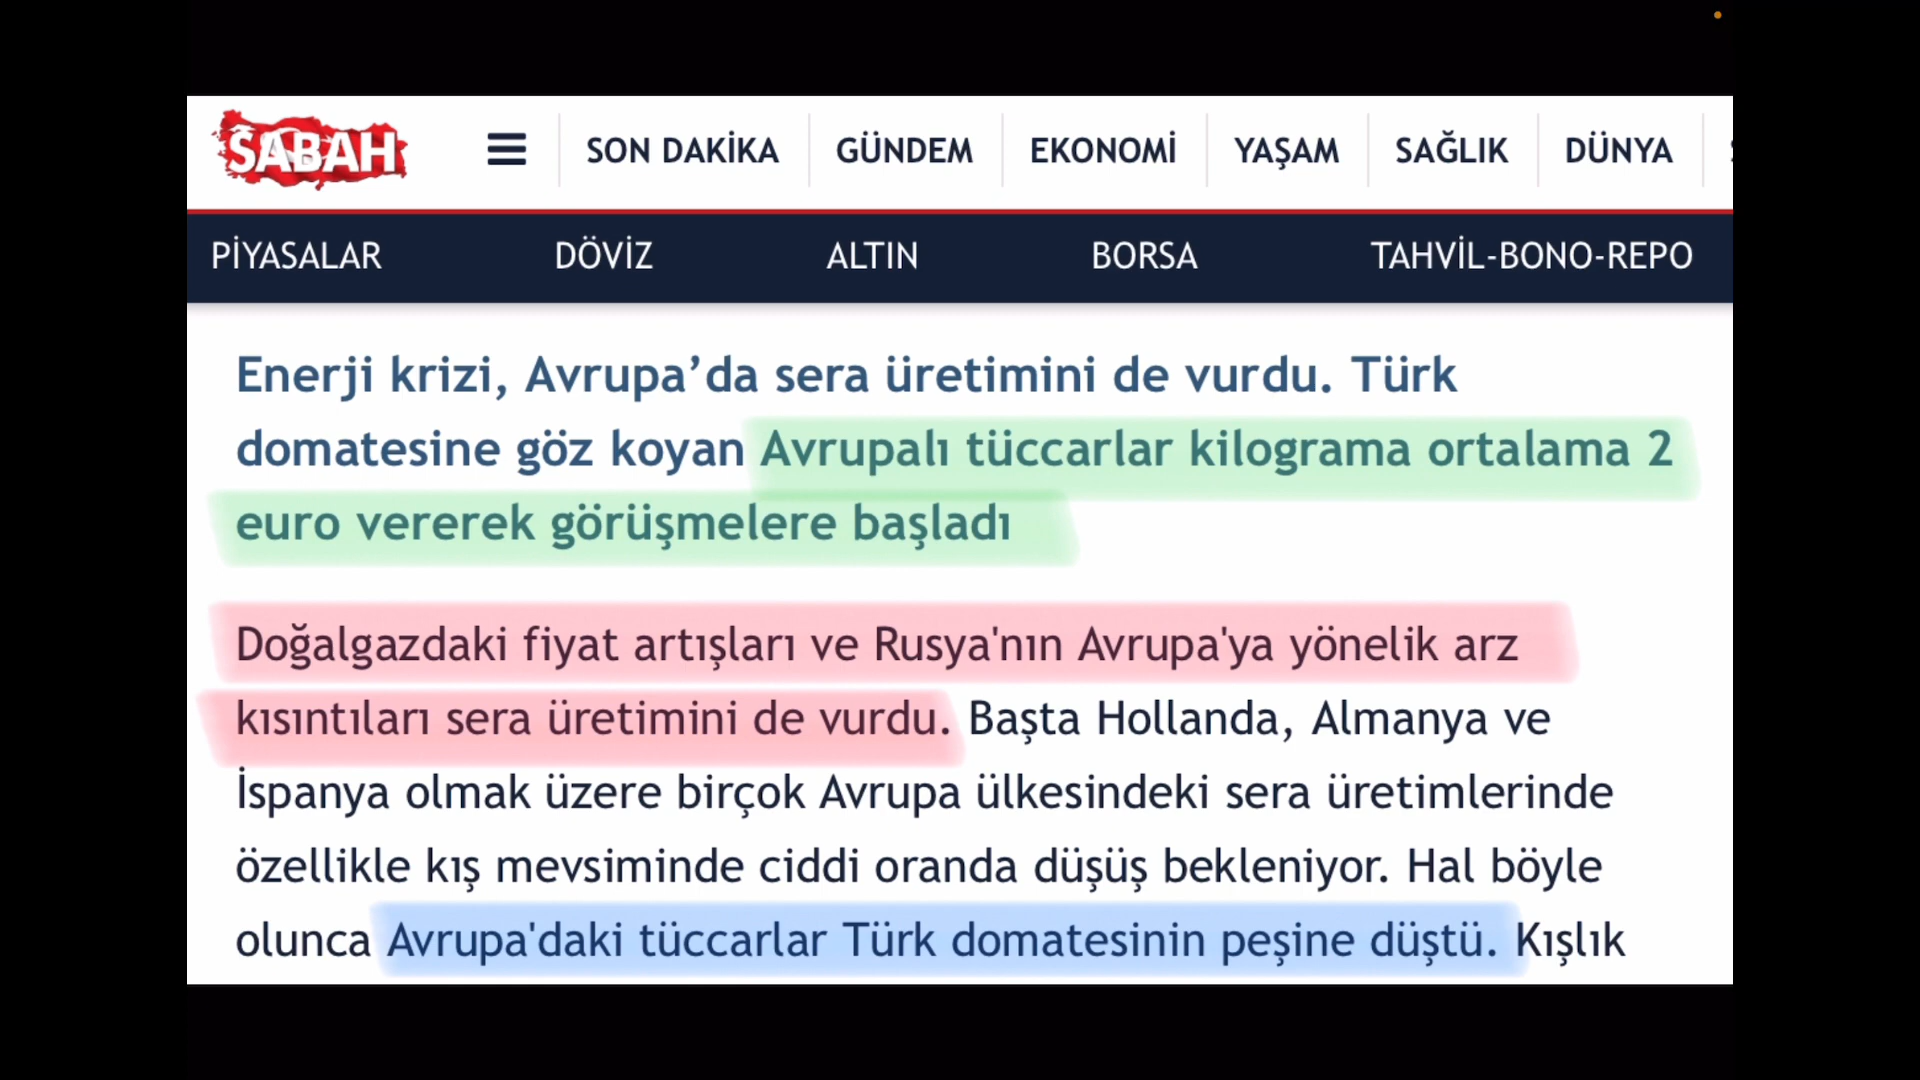 SABAH
SON DAKİKA
GÜNDEM
EKONOMİ
YAŞAM
SAĞLIK
DÜNYA
PİYASALAR
DÖVİZ
ALTIN
BORSA
TAHVİL-BONO-REPO
Enerji krizi, Avrupa’da sera üretimini de vurdu. Türk
domatesine göz koyan Avrupalı tüccarlar kilograma ortalama 2
euro vererek görüşmelere başladı
Doğalgazdaki fiyat artışları ve Rusya'nın Avrupa'ya yönelik arz
kısıntıları sera üretimini de vurdu. Başta Hollanda, Almanya ve
İspanya olmak üzere birçok Avrupa ülkesindeki sera üretimlerinde
özellikle kış mevsiminde ciddi oranda düşüş bekleniyor. Hal böyle
olunca Avrupa'daki tüccarlar Türk domatesinin peşine düştü. Kışlık